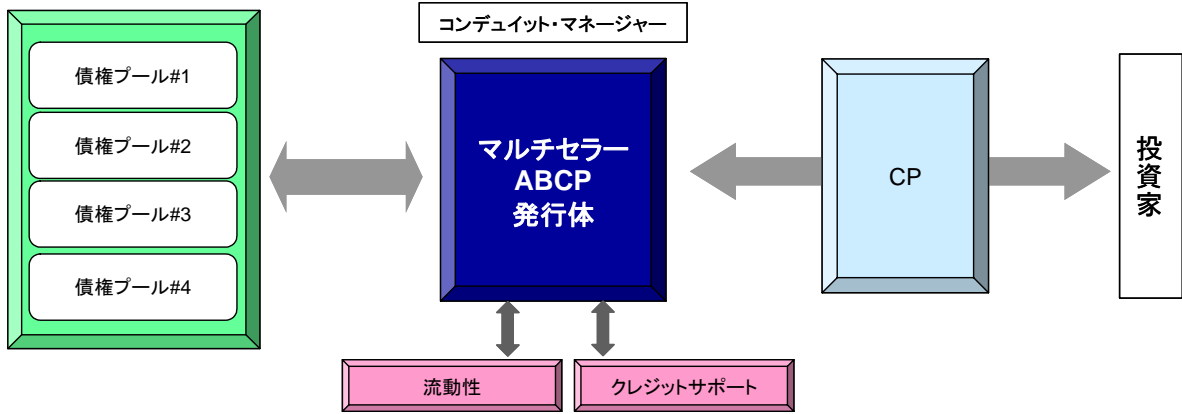 コンデュイット・マネージャー
債権プール#1
債権プール#2
債権プール#3
債権プール#4
マルチセラー
ABCP
発行体
CP
投資家
流動性
クレジットサポート